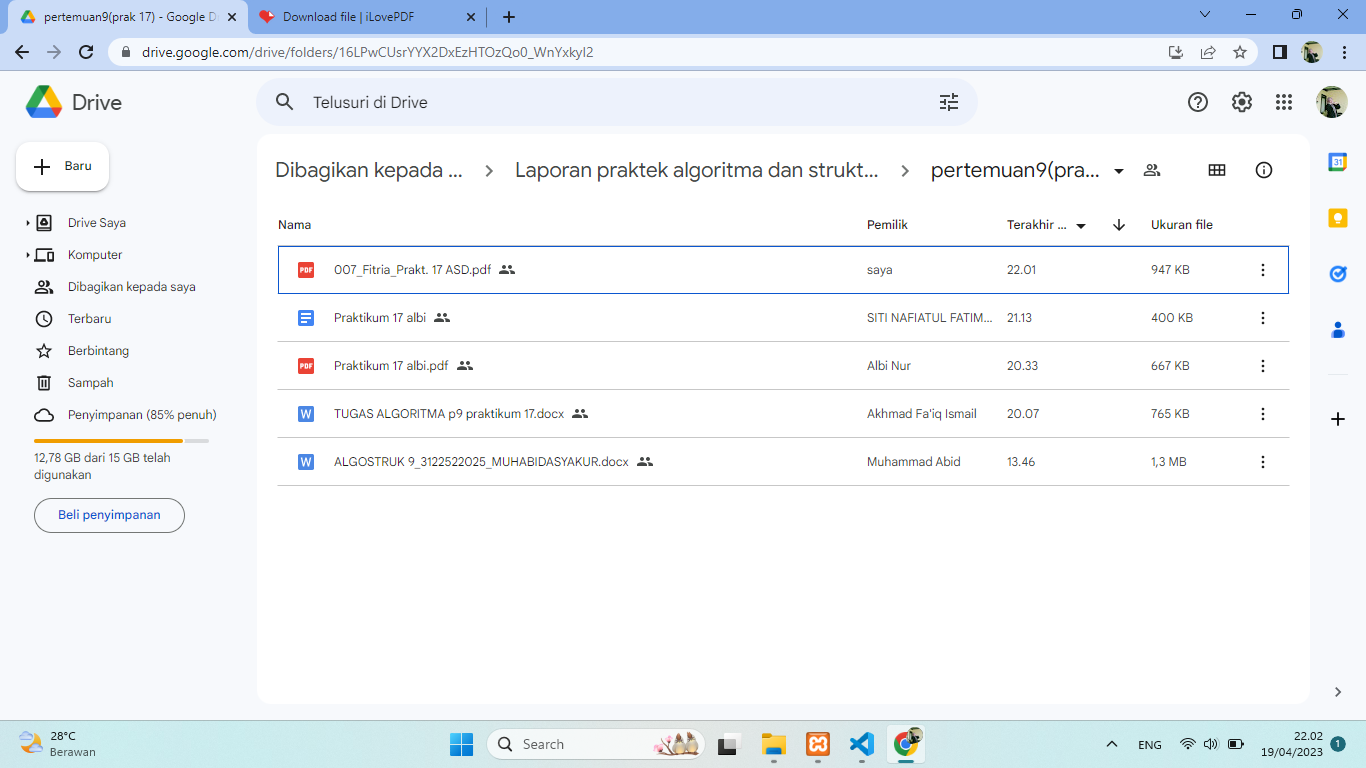 pertemuan9(prak 17) - Google D
Download file | iLovePDF
drive.google.com/drive/folders/16LPwCUsrYYX2DxEzHTOzQo0_WnYxkyI2
Drive
Telusuri di Drive
Baru
Drive Saya
Komputer
Dibagikan kepada saya
Terbaru
Berbintang
Sampah
Penyimpanan (85% penuh)
12,78 GB dari 15 GB telah
digunakan
Beli penyimpanan
Dibagikan kepada ... Laporan praktek algoritma dan strukt... pertemuan9(pra...
Nama Pemilik Terakhir ... Ukuran file
PDF 007_Fitria_Prakt. 17 ASD.pdf saya 22.01 947 KB
Praktikum 17 albi SITI NAFIATUL FATIM... 21.13 400 KB
PDF Praktikum 17 albi.pdf Albi Nur 20.33 667 KB
W TUGAS ALGORITMA p9 praktikum 17.docx Akhmad Fa'iq Ismail 20.07 765 KB
W ALGOSTRUK 9_3122522025_MUHABIDASYAKUR.docx Muhammad Abid 13.46 1,3 MB
31
28°C
Berawan
Search
ENG
22.02
19/04/2023
1